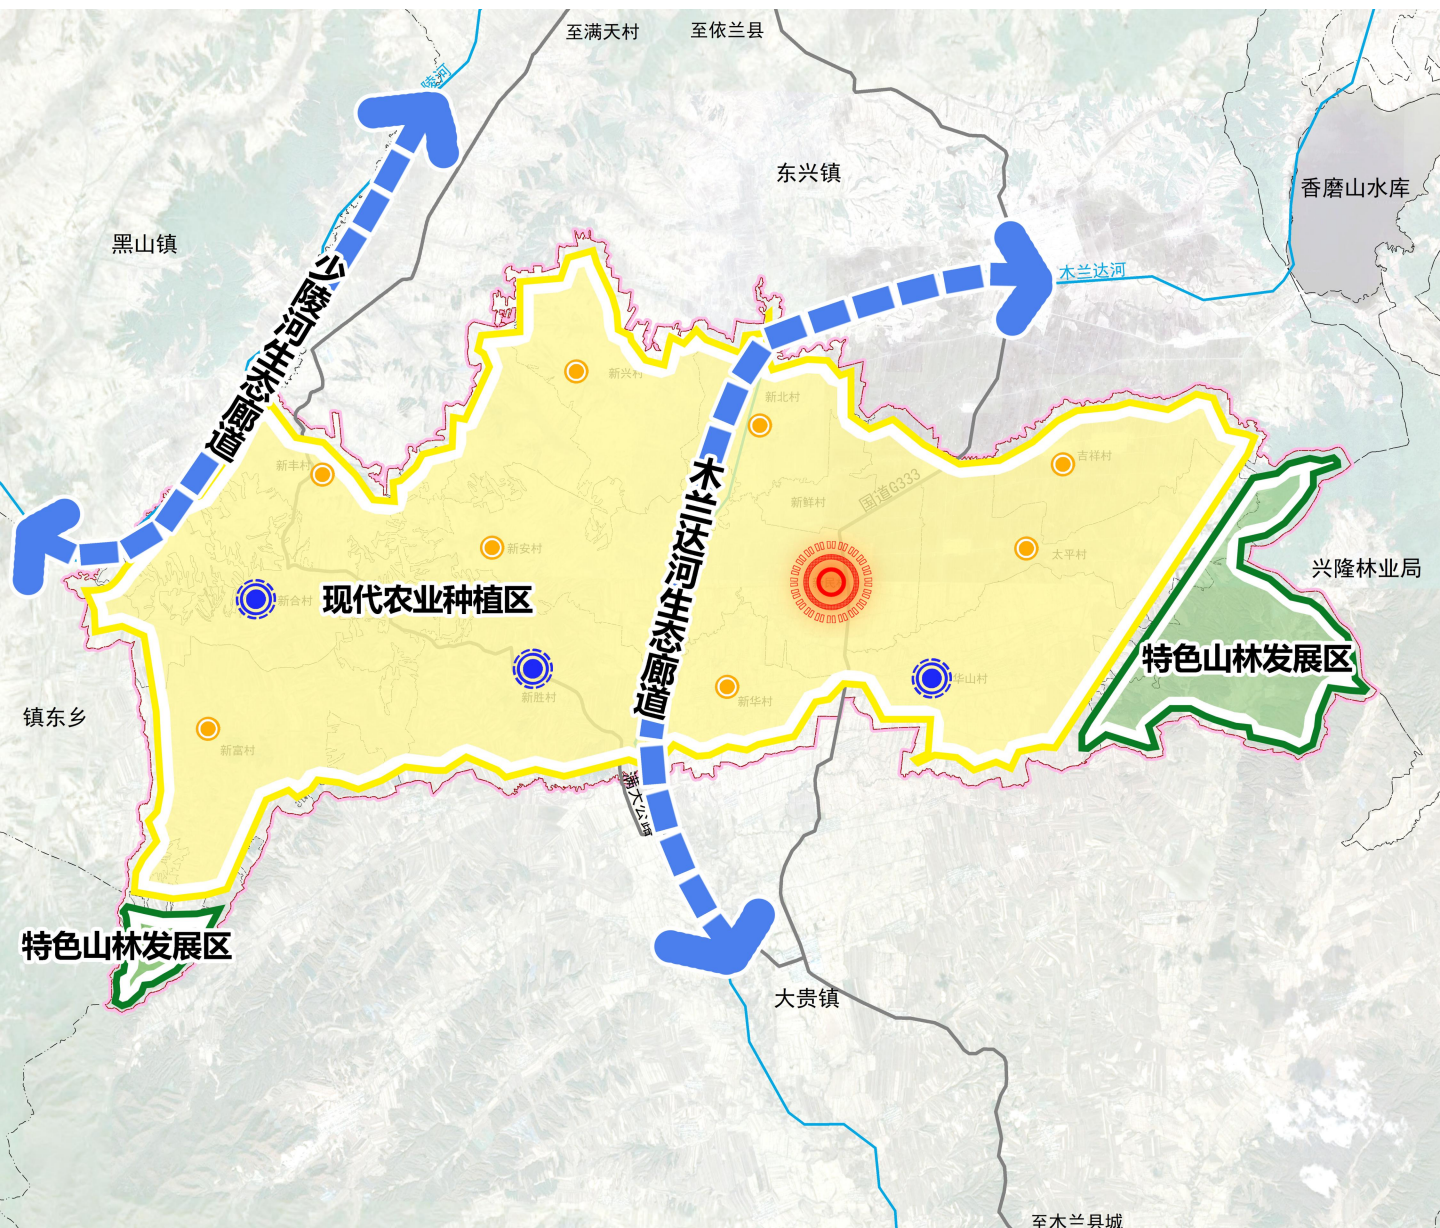 至满天村
至依兰县
陵河
东兴镇
香磨山水库
黑山镇
木兰达河
少陵河生态廊道
新兴村
新北村
新丰村
吉祥村
国道G333
新鲜村
木兰达河生态廊道
新安村
太平村
兴隆林业局
新合村
现代农业种植区
特色山林发展区
华山村
新胜村
新华村
镇东乡
新富村
满大公路
特色山林发展区
大贵镇
至木兰县城